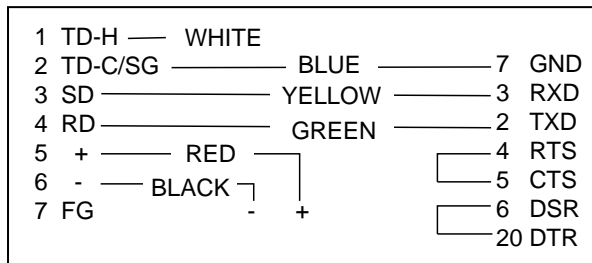 1 TD-H WHITE
2 TD-C/SG BLUE 7 GND
3 SD YELLOW 3 RXD
4 RD GREEN 2 TXD
5 + RED 4 RTS
6 - BLACK 5 CTS
7 FG - + 6 DSR
20 DTR